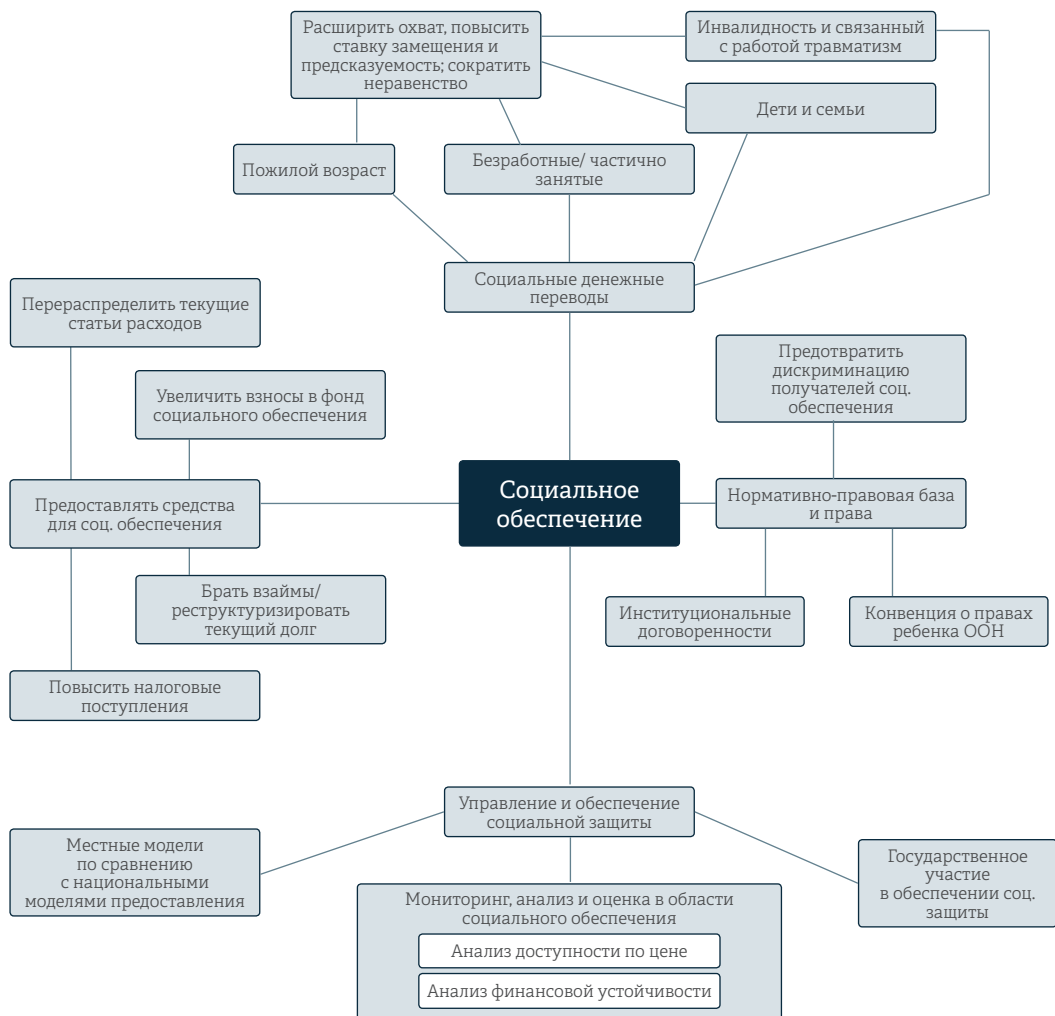 Расширить охват, повысить
ставку замещения и
предсказуемость; сократить
неравенство
Инвалидность и связанный
с работой травматизм
Дети и семьи
Пожилой возраст
Безработные/ частично
занятые
Социальные денежные
переводы
Перераспределить текущие
статьи расходов
Увеличить взносы в фонд
социального обеспечения
Предоставлять средства
для соц. обеспечения
Брать взаймы/
реструктуризировать
текущий долг
Повысить налоговые
поступления
Социальное
обеспечение
Предотвратить
дискриминацию
получателей соц.
обеспечения
Нормативно-правовая база
и права
Институциональные
договоренности
Конвенция о правах
ребенка ООН
Управление и обеспечение
социальной защиты
Местные модели
по сравнению
с национальными
моделями предоставления
Мониторинг, анализ и оценка в области
социального обеспечения
Анализ доступности по цене
Анализ финансовой устойчивости
Государственное
участие
в обеспечении соц.
защиты